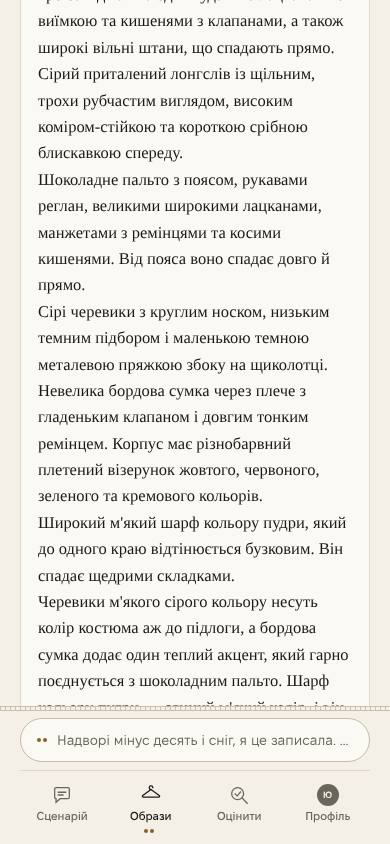 виїмкою та кишенями з клапанами, а також
широкі вільні штани, що спадають прямо.
Сірий приталений лонгслів із щільним,
трохи рубчастим виглядом, високим
коміром-стійкою та короткою срібною
блискавкою спереду.
Шоколадне пальто з поясом, рукавами
реглан, великими широкими лацканами,
манжетами з ремінцями та косими
кишенями. Від пояса воно спадає довго й
прямо.
Сірі черевики з круглим носком, низьким
темним підбором і маленькою темною
металевою пряжкою збоку на щиколотці.
Невелика бордова сумка через плече з
гладеньким клапаном і довгим тонким
ремінцем. Корпус має різнобарвний
плетений візерунок жовтого, червоного,
зеленого та кремового кольорів.
Широкий м'який шарф кольору пудри, який
до одного краю відтінюється бузковим. Він
спадає щедрими складками.
Черевики м'якого сірого кольору несуть
колір костюма аж до підлоги, а бордова
сумка додає один теплий акцент, який гарно
поєднується з шоколадним пальто. Шарф
Надворі мінус десять і сніг, я це записала. ...
Сценарій
Образи
Оцінити
Ю
Профіль